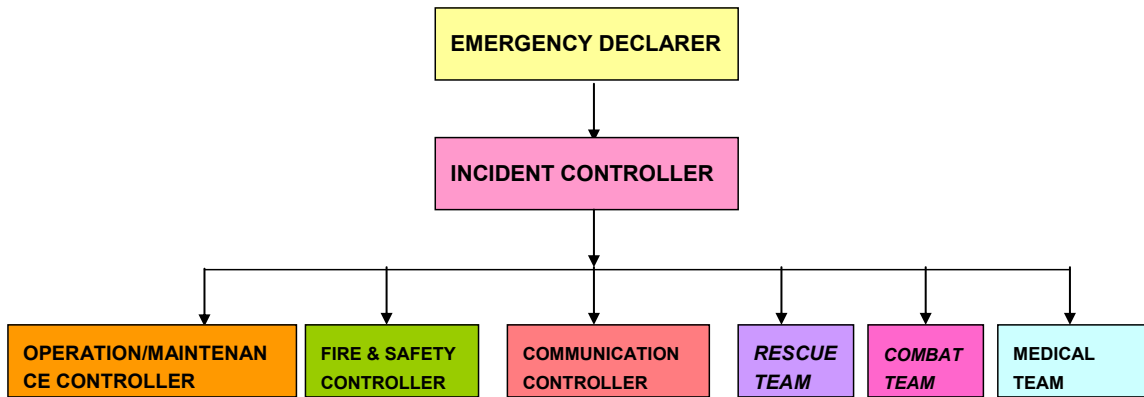 EMERGENCY DECLARER
INCIDENT CONTROLLER
OPERATION/MAINTENAN
CE CONTROLLER
FIRE & SAFETY
CONTROLLER
COMMUNICATION
CONTROLLER
RESCUE
TEAM
COMBAT
TEAM
MEDICAL
TEAM